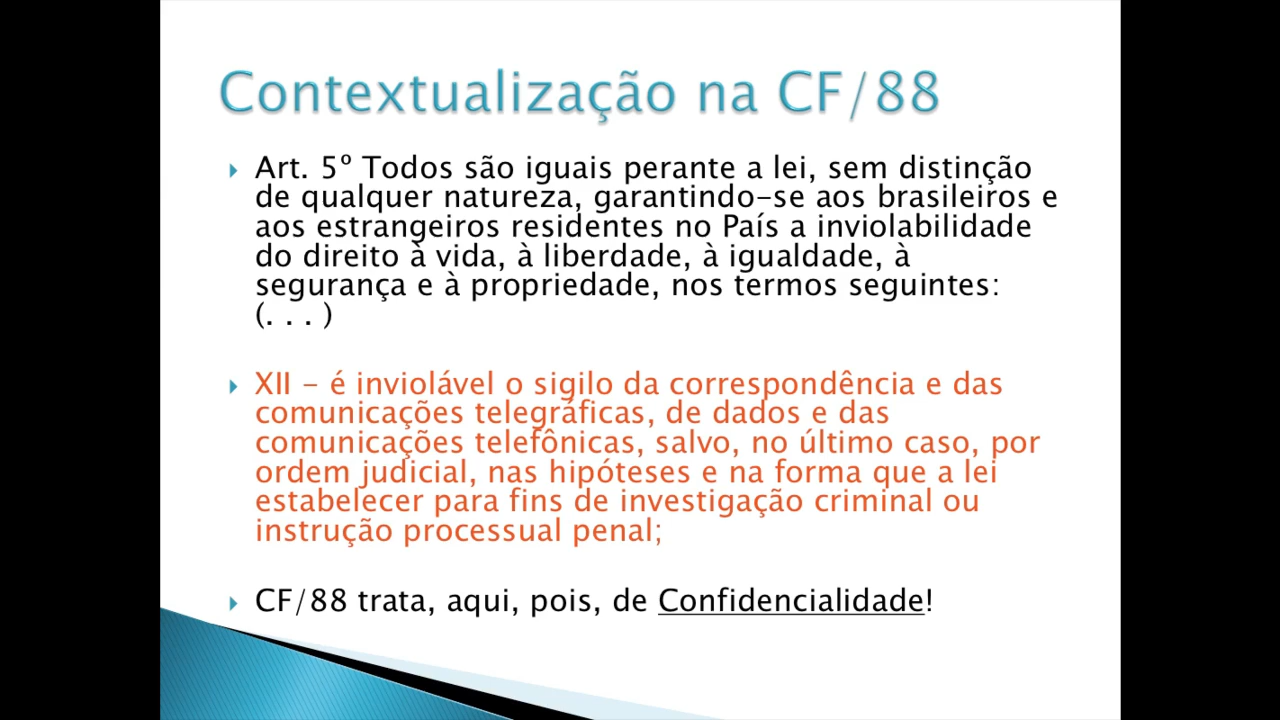 Contextualização na CF/88
Art. 5º Todos são iguais perante a lei, sem distinção
de qualquer natureza, garantindo-se aos brasileiros e
aos estrangeiros residentes no País a inviolabilidade
do direito à vida, à liberdade, à igualdade, à
segurança e à propriedade, nos termos seguintes:
(. . . )
XII - é inviolável o sigilo da correspondência e das
comunicações telegráficas, de dados e das
comunicações telefônicas, salvo, no último caso, por
ordem judicial, nas hipóteses e na forma que a lei
estabelecer para fins de investigação criminal ou
instrução processual penal;
CF/88 trata, aqui, pois, de Confidencialidade!